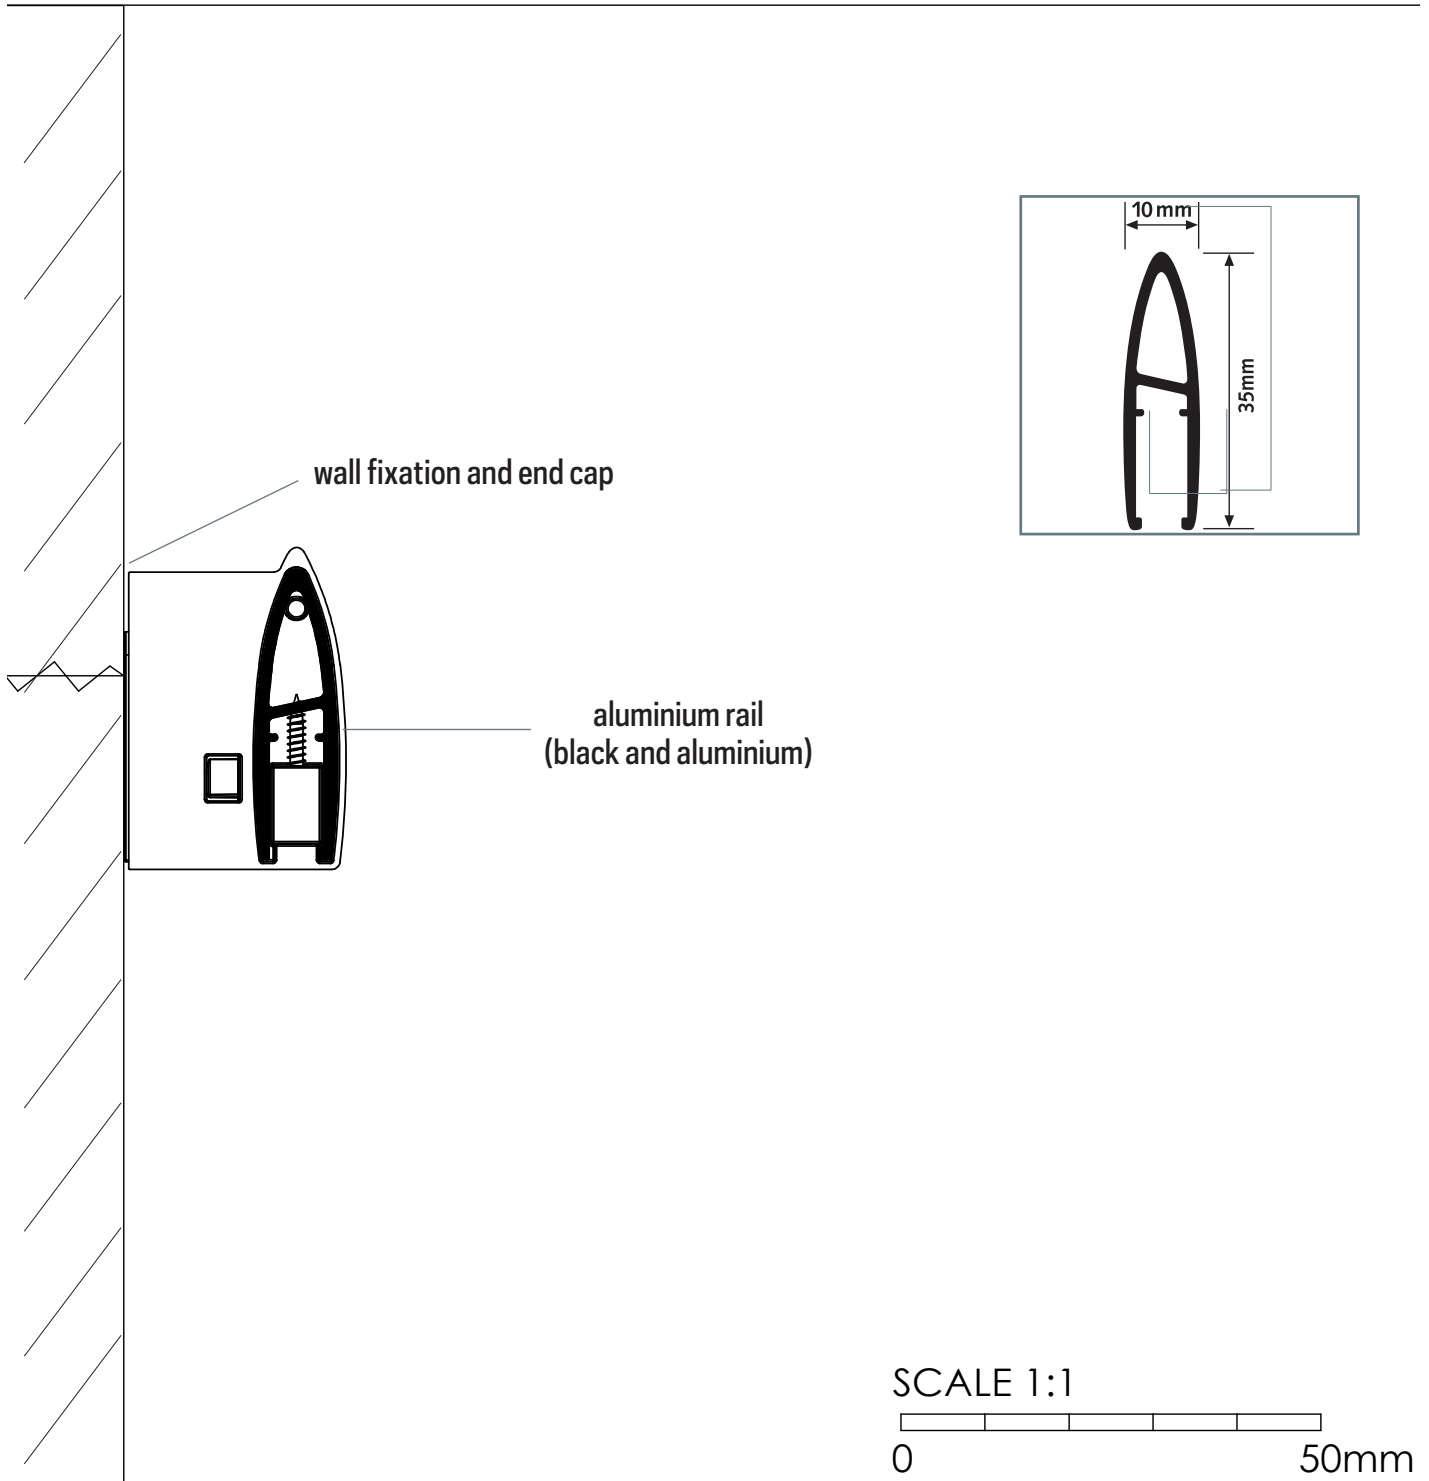 10 mm
35mm
wall fixation and end cap
aluminium rail
(black and aluminium)
SCALE 1:1
0
50mm